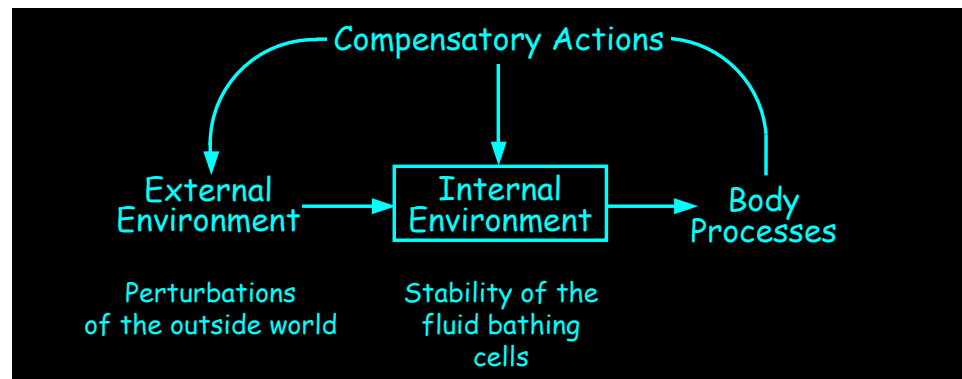 Compensatory Actions
External
Environment
Internal
Environment
Body
Processes
Perturbations
of the outside world
Stability of the
fluid bathing
cells